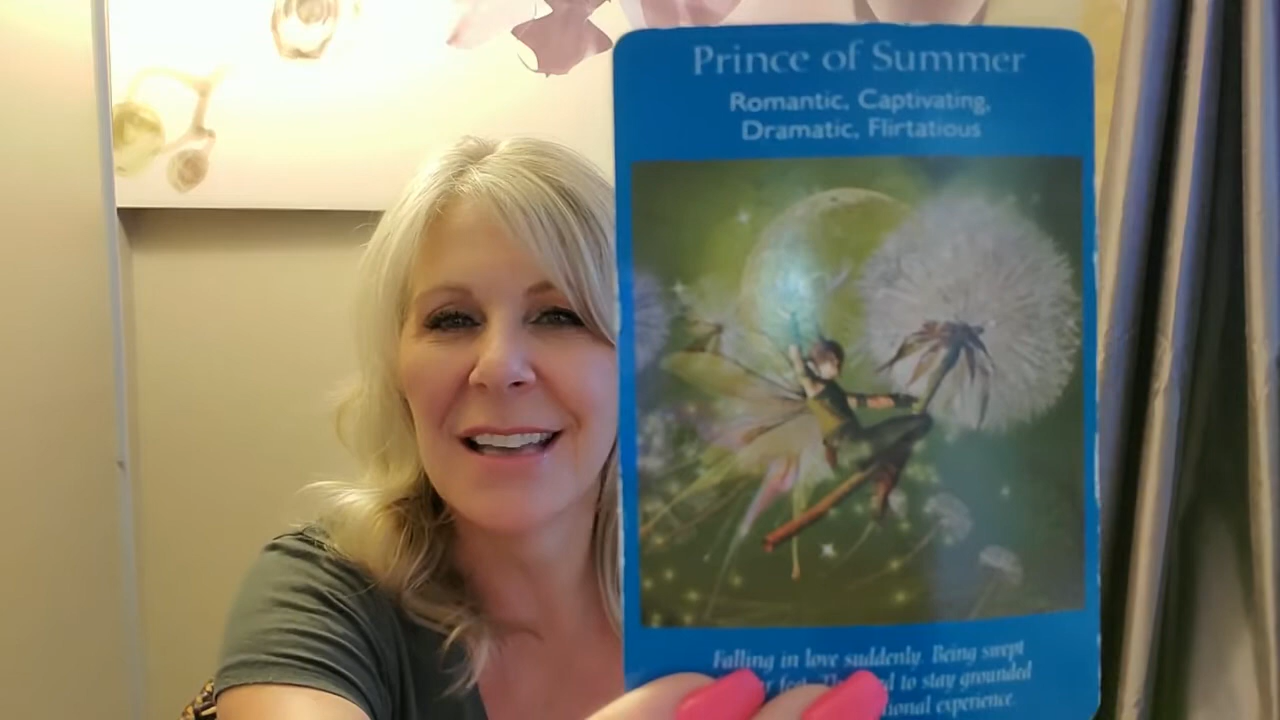 Prince of Summer
Romantic, Captivating,
Dramatic, Flirtatious
Falling in love suddenly. Being swept
feet. to stay grounded
experience.